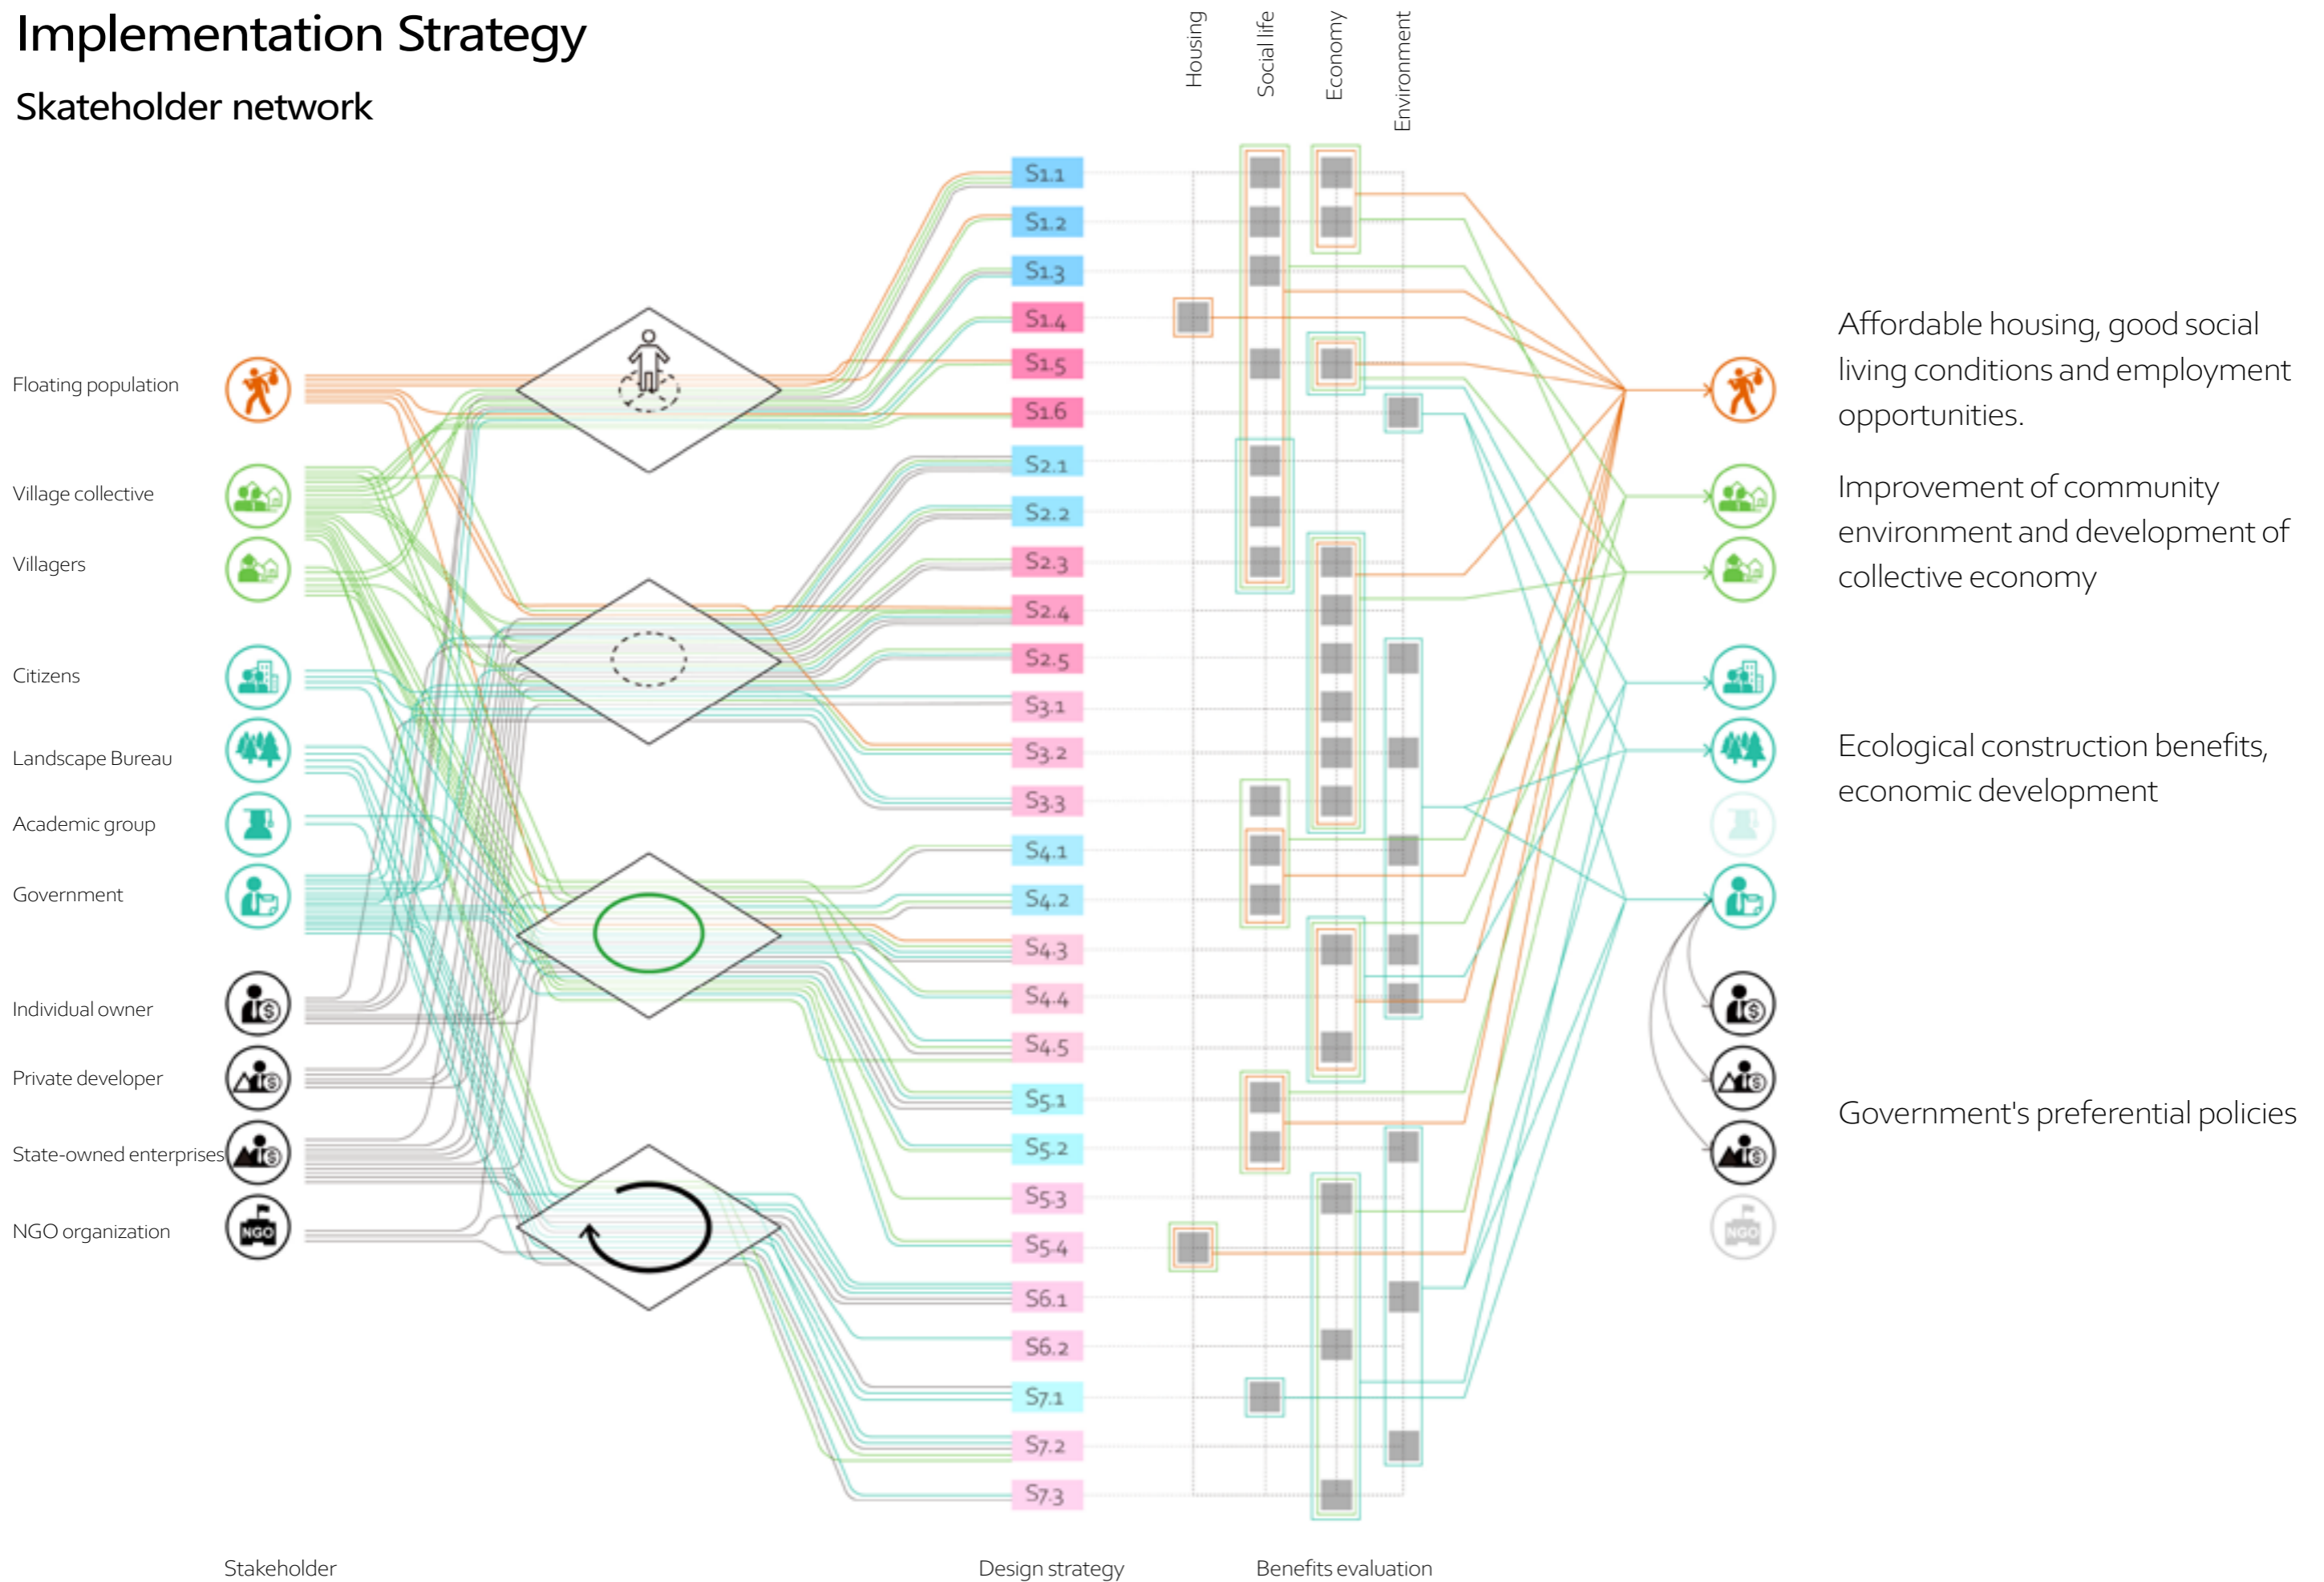 Implementation Strategy
Skateholder network
Housing
Social life
Economy
Environment
S1.1
S1.2
S1.3
S1.4
S1.5
S1.6
S2.1
S2.2
S2.3
S2.4
S2.5
S3.1
S3.2
S3.3
S4.1
S4.2
S4.3
S4.4
S4.5
S5.1
S5.2
S5.3
S5.4
S6.1
S6.2
S7.1
S7.2
S7.3
Floating population
Village collective
Villagers
Citizens
Landscape Bureau
Academic group
Government
Individual owner
Private developer
State-owned enterprises
NGO organization
$
$
$
NGO
Affordable housing, good social
living conditions and employment
opportunities.
Improvement of community
environment and development of
collective economy
Ecological construction benefits,
economic development
Government's preferential policies
$
$
$
NGO
Stakeholder
Design strategy
Benefits evaluation